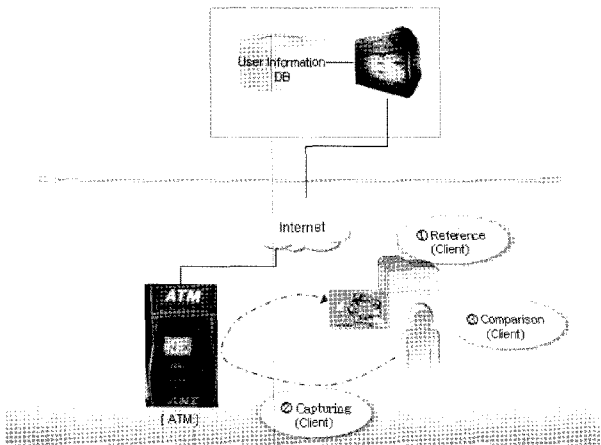 User Information
DB
Internet
① Reference
(Client)
ATM
③ Comparison
(Client)
② Capturing
(Client)
[ ATM ]